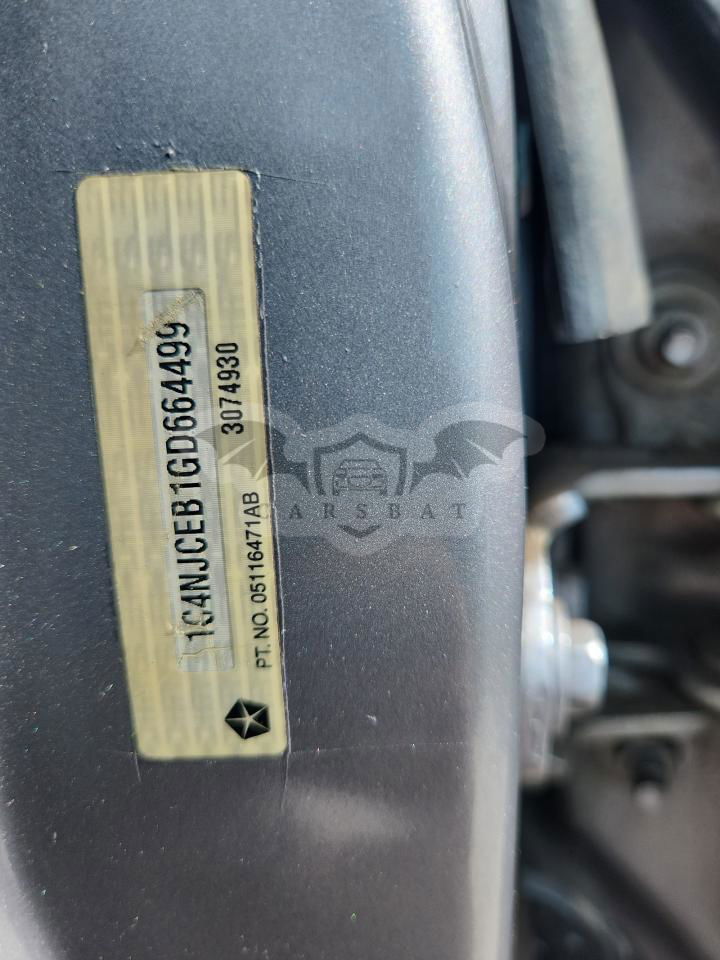 1C4NJCEB1GD664499
3074930
PT. NO. 05116471AB
CARSBAT